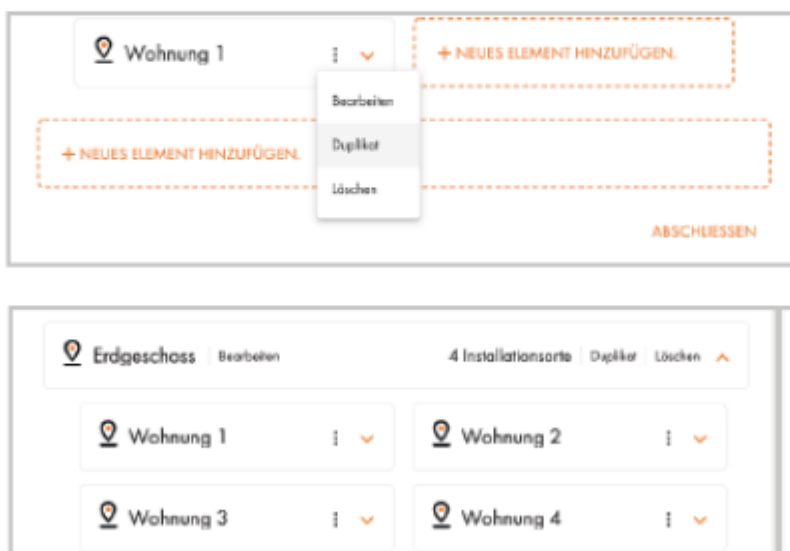 Wohnung 1
+ NEUES ELEMENT HINZUFÜGEN.
Bearbeiten
Duplikat
Löschen
+ NEUES ELEMENT HINZUFÜGEN.
ABSCHLIESSEN
Erdgeschoss Bearbeiten 4 Installationsorte Duplikat Löschen
Wohnung 1 Wohnung 2
Wohnung 3 Wohnung 4